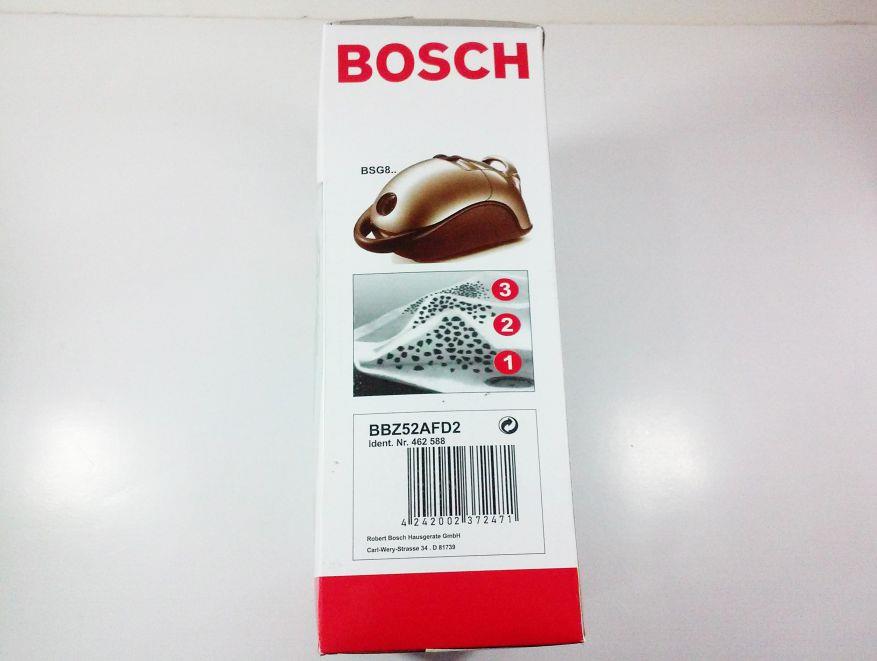 BOSCH
BSG8..
3
2
1
BBZ52AFD2
Ident. Nr. 462 588
4 242002 372471
Robert Bosch Hausgerate GmbH
Carl-Wery-Strasse 34 . D 81739